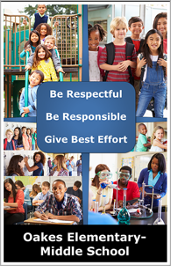 Be Respectful
Be Responsible
Give Best Effort
Oakes Elementary-
Middle School